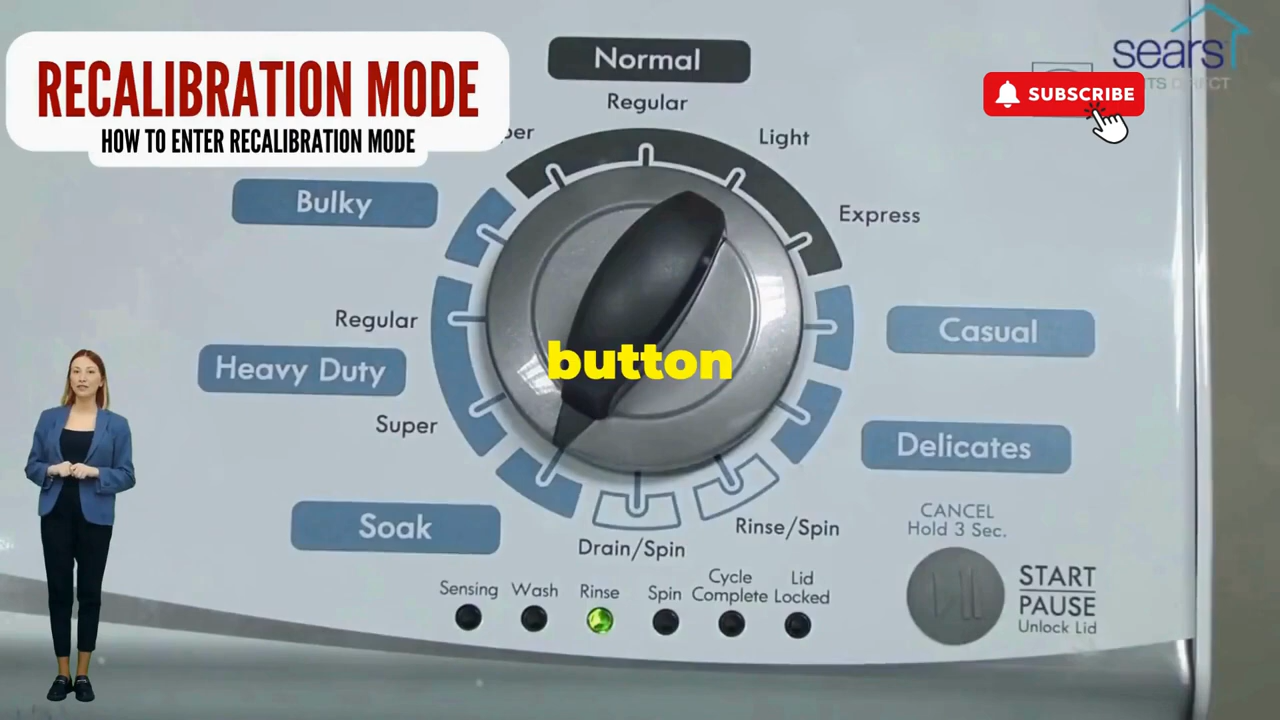 sears
RECALIBRATION MODE
HOW TO ENTER RECALIBRATION MODE
SUBSCRIBE
DIRECT
Normal
Regular
Light
Express
Bulky
Regular
Heavy Duty
Super
Casual
Delicates
button
Soak
Drain/Spin
Rinse/Spin
CANCEL
Hold 3 Sec.
START
PAUSE
Unlock Lid
Sensing
Wash
Rinse
Spin
Cycle
Complete
Lid
Locked